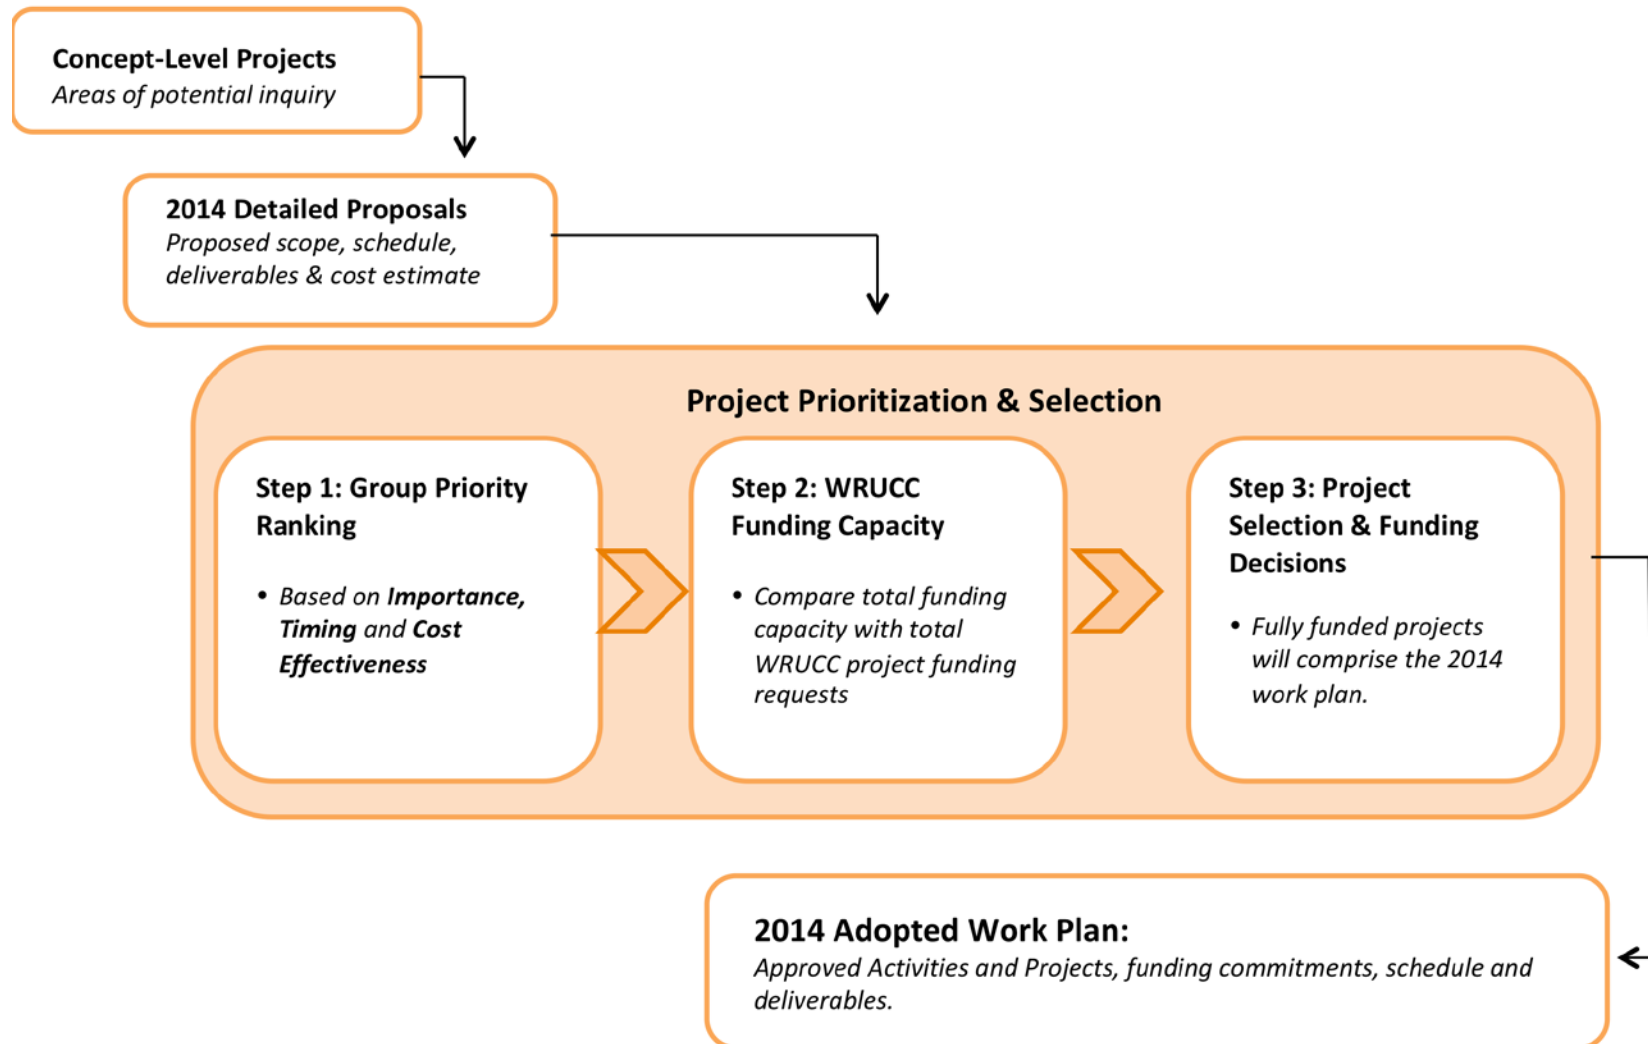 Concept-Level Projects
Areas of potential inquiry
2014 Detailed Proposals
Proposed scope, schedule,
deliverables & cost estimate
Project Prioritization & Selection
Step 1: Group Priority
Ranking
• Based on Importance,
Timing and Cost
Effectiveness
Step 2: WRUCC
Funding Capacity
• Compare total funding
capacity with total
WRUCC project funding
requests
Step 3: Project
Selection & Funding
Decisions
• Fully funded projects
will comprise the 2014
work plan.
2014 Adopted Work Plan:
Approved Activities and Projects, funding commitments, schedule and
deliverables.